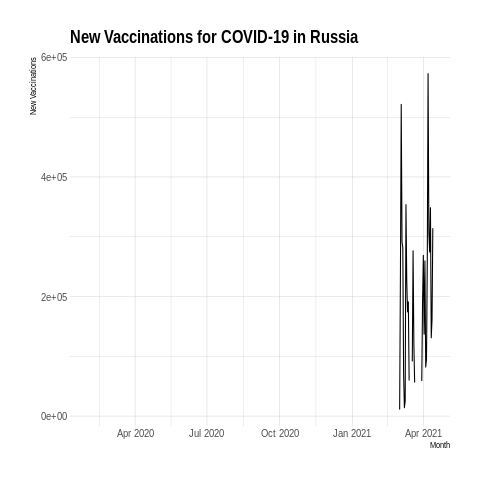 New Vaccinations for COVID-19 in Russia
New Vaccinations
6e+05
4e+05
2e+05
0e+00
Apr 2020
Jul 2020
Oct 2020
Jan 2021
Apr 2021
Month